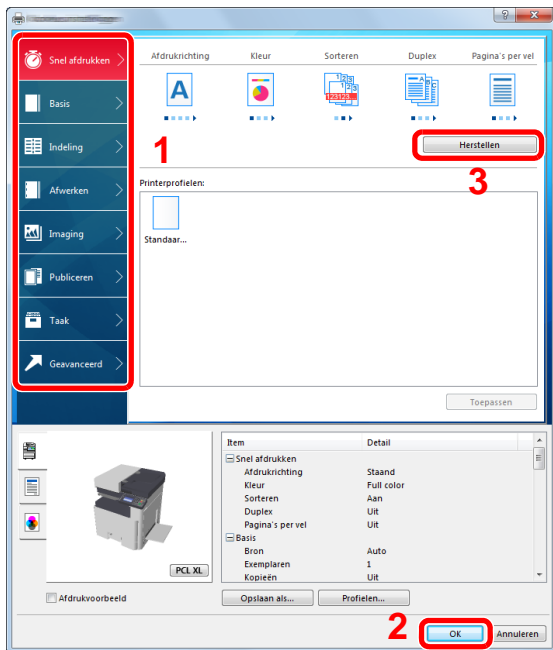 Snel afdrukken
Basis
Indeling
Afwerken
Imaging
Publiceren
Taak
Geavanceerd
1
Afdrukrichting Kleur Sorteren Duplex Pagina's per vel
A
123
123123
Herstellen
3
Printerprofielen:
Standaar...
Toepassen
PCL XL
Afdrukvoorbeeld
Item Detail
Snel afdrukken
Afdrukrichting Staand
Kleur Full color
Sorteren Aan
Duplex Uit
Pagina's per vel Uit
Basis
Bron Auto
Exemplaren 1
Kopieën Uit
Opslaan als... Profielen...
2
OK Annuleren